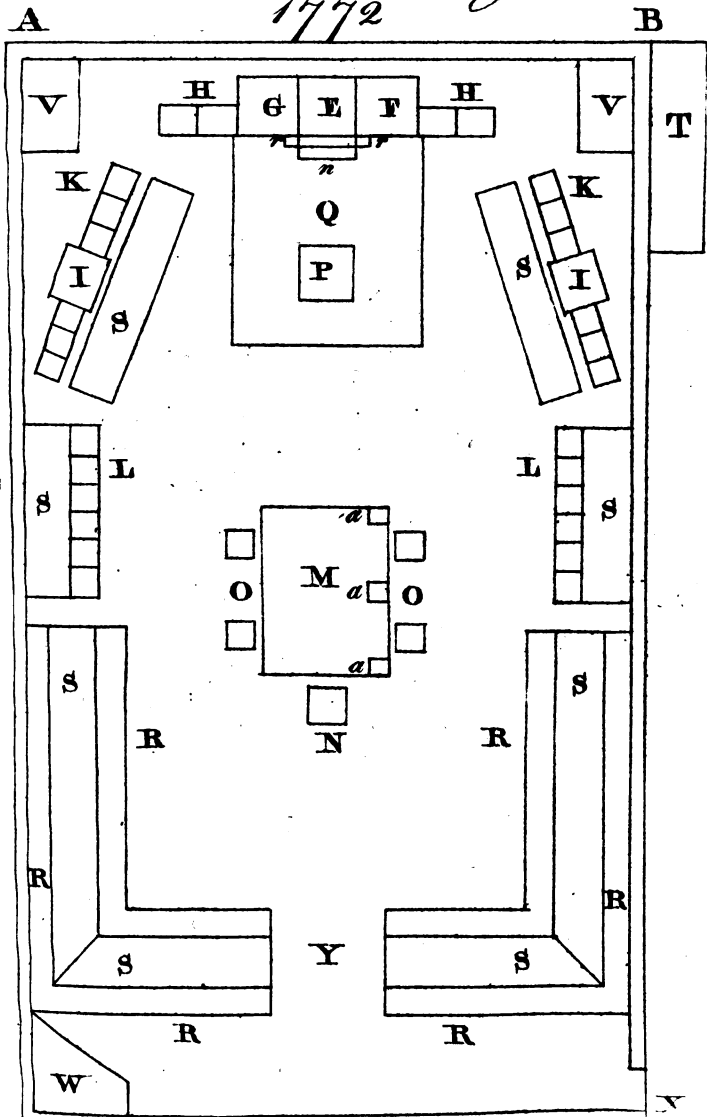 1772
A B
V H G E F H V T
r r
n
K Q K
I P I
S S
L L
S S
a
M
O a O
a
S S
N
R R
R R
Y
S S
R R
W